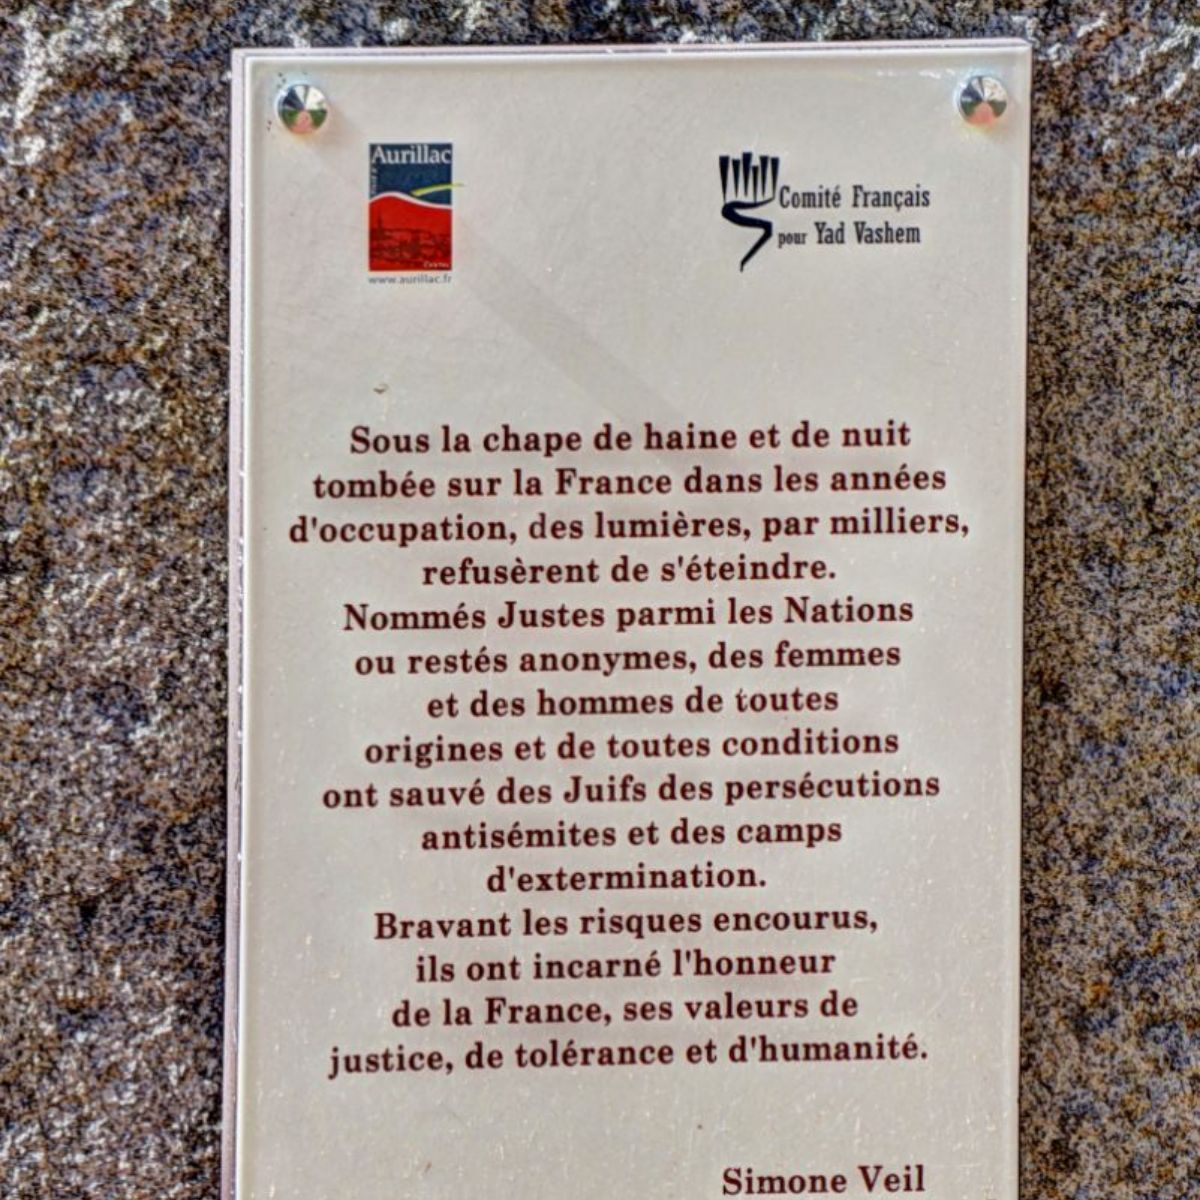 Aurillac
www.aurillac.fr
Comité Français
pour Yad Vashem
Sous la chape de haine et de nuit
tombée sur la France dans les années
d'occupation, des lumières, par milliers,
refusèrent de s'éteindre.
Nommés Justes parmi les Nations
ou restés anonymes, des femmes
et des hommes de toutes
origines et de toutes conditions
ont sauvé des Juifs des persécutions
antisémites et des camps
d'extermination.
Bravant les risques encourus,
ils ont incarné l'honneur
de la France, ses valeurs de
justice, de tolérance et d'humanité.
Simone Veil